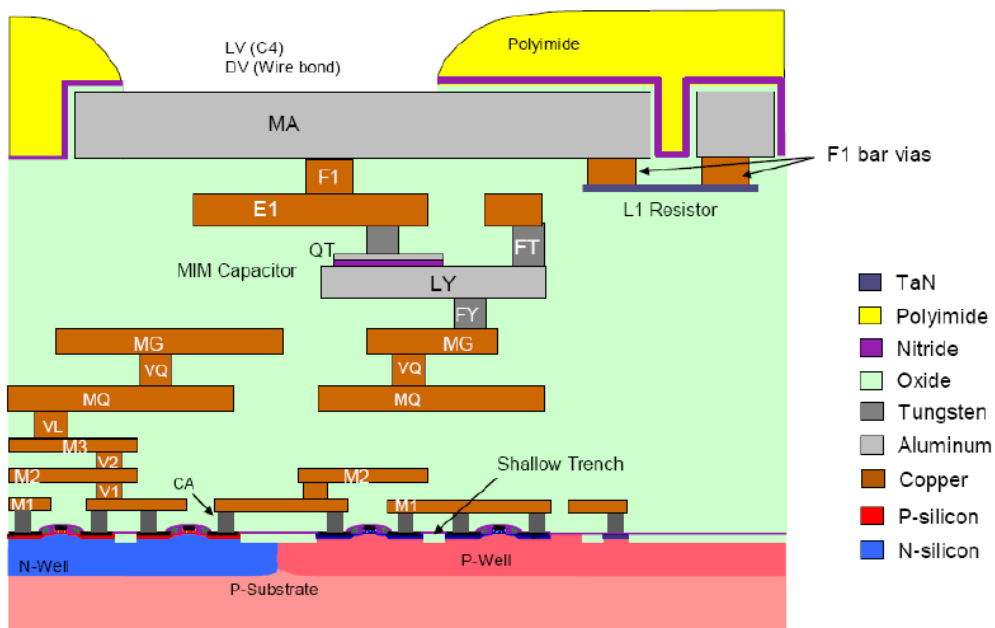 LV (C4)
DV (Wire bond)
Polyimide
MA
F1 bar vias
F1
E1
L1 Resistor
QT
FT
MIM Capacitor
LY
TaN
FY
Polyimide
MG
MG
Nitride
VQ
VQ
Oxide
MQ
MQ
Tungsten
VL
Aluminum
M3
V2
Shallow Trench
M2
M2
Copper
CA
V1
M1
M1
P-silicon
N-silicon
N-Well
P-Well
P-Substrate